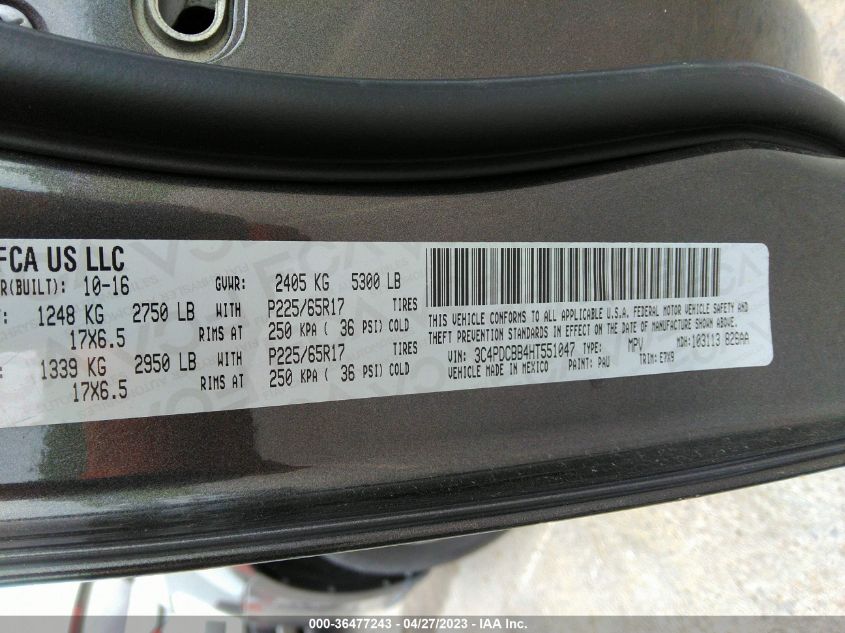 FCA US LLC
R(BUILT): 10-16 GVWR: 2405 KG 5300 LB
1248 KG 2750 LB WITH P225/65R17 TIRES
17X6.5 RIMS AT 250 KPA ( 36 PSI) COLD
1339 KG 2950 LB WITH P225/65R17 TIRES
17X6.5 RIMS AT 250 KPA ( 36 PSI) COLD
THIS VEHICLE CONFORMS TO ALL APPLICABLE U.S.A. FEDERAL MOTOR VEHICLE SAFETY AND
THEFT PREVENTION STANDARDS IN EFFECT ON THE DATE OF MANUFACTURE SHOWN ABOVE.
VIN: 3C4PDCBB4HT551047 TYPE: MPV MDH: 103113 826AA
VEHICLE MADE IN MEXICO PAINT: PAU TRIM: E7X9
000-36477243 - 04/27/2023 - IAA Inc.